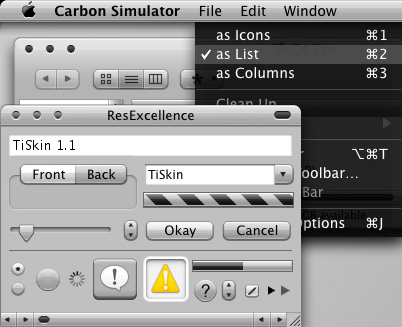 Carbon Simulator File Edit Window
as Icons ⌘1
✓ as List ⌘2
as Columns ⌘3
Clean Up
ResExcellence
TiSkin 1.1
⌥⌘T
Front Back TiSkin
oolbar...
Bar
available
Okay Cancel
ptions ⌘J